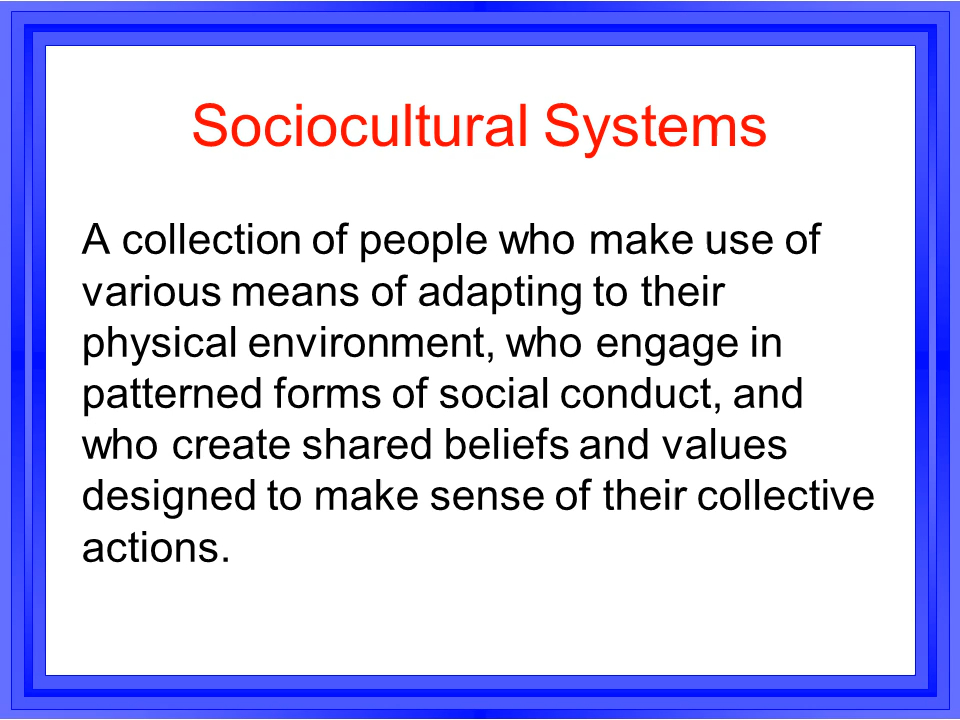 Sociocultural Systems
A collection of people who make use of
various means of adapting to their
physical environment, who engage in
patterned forms of social conduct, and
who create shared beliefs and values
designed to make sense of their collective
actions.